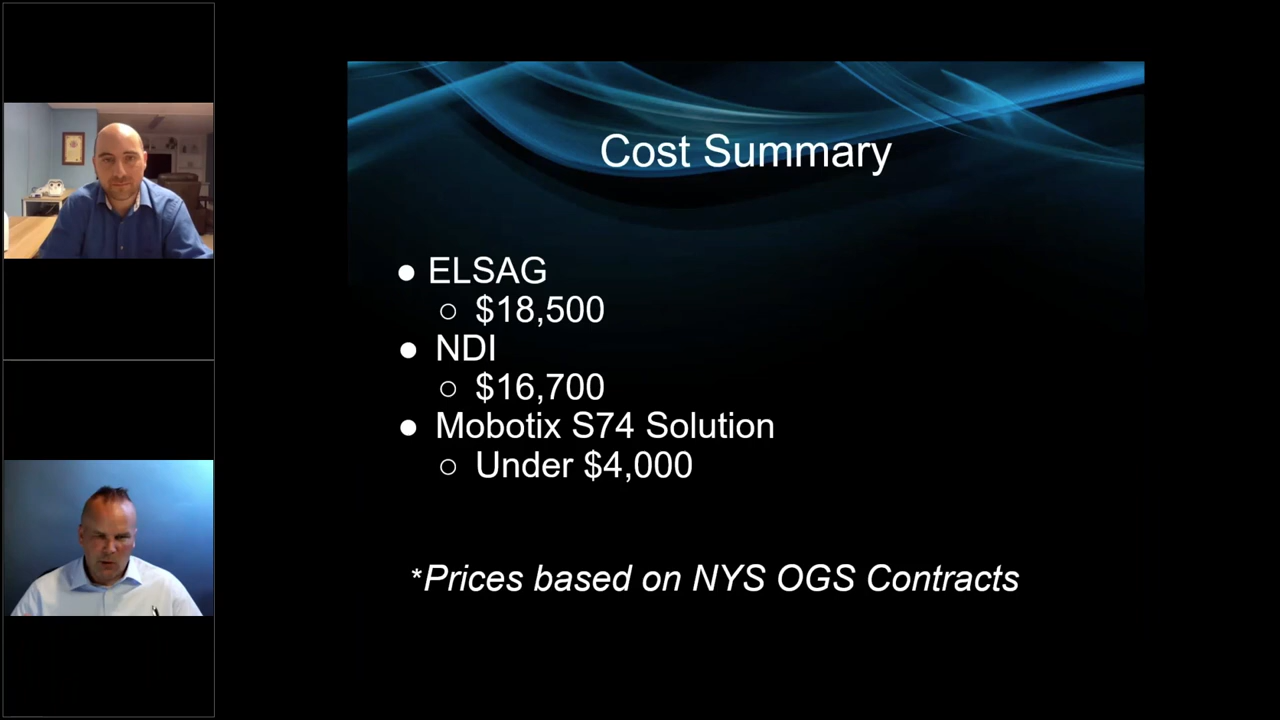 Cost Summary
● ELSAG
○ $18,500
● NDI
○ $16,700
● Mobotix S74 Solution
○ Under $4,000
*Prices based on NYS OGS Contracts